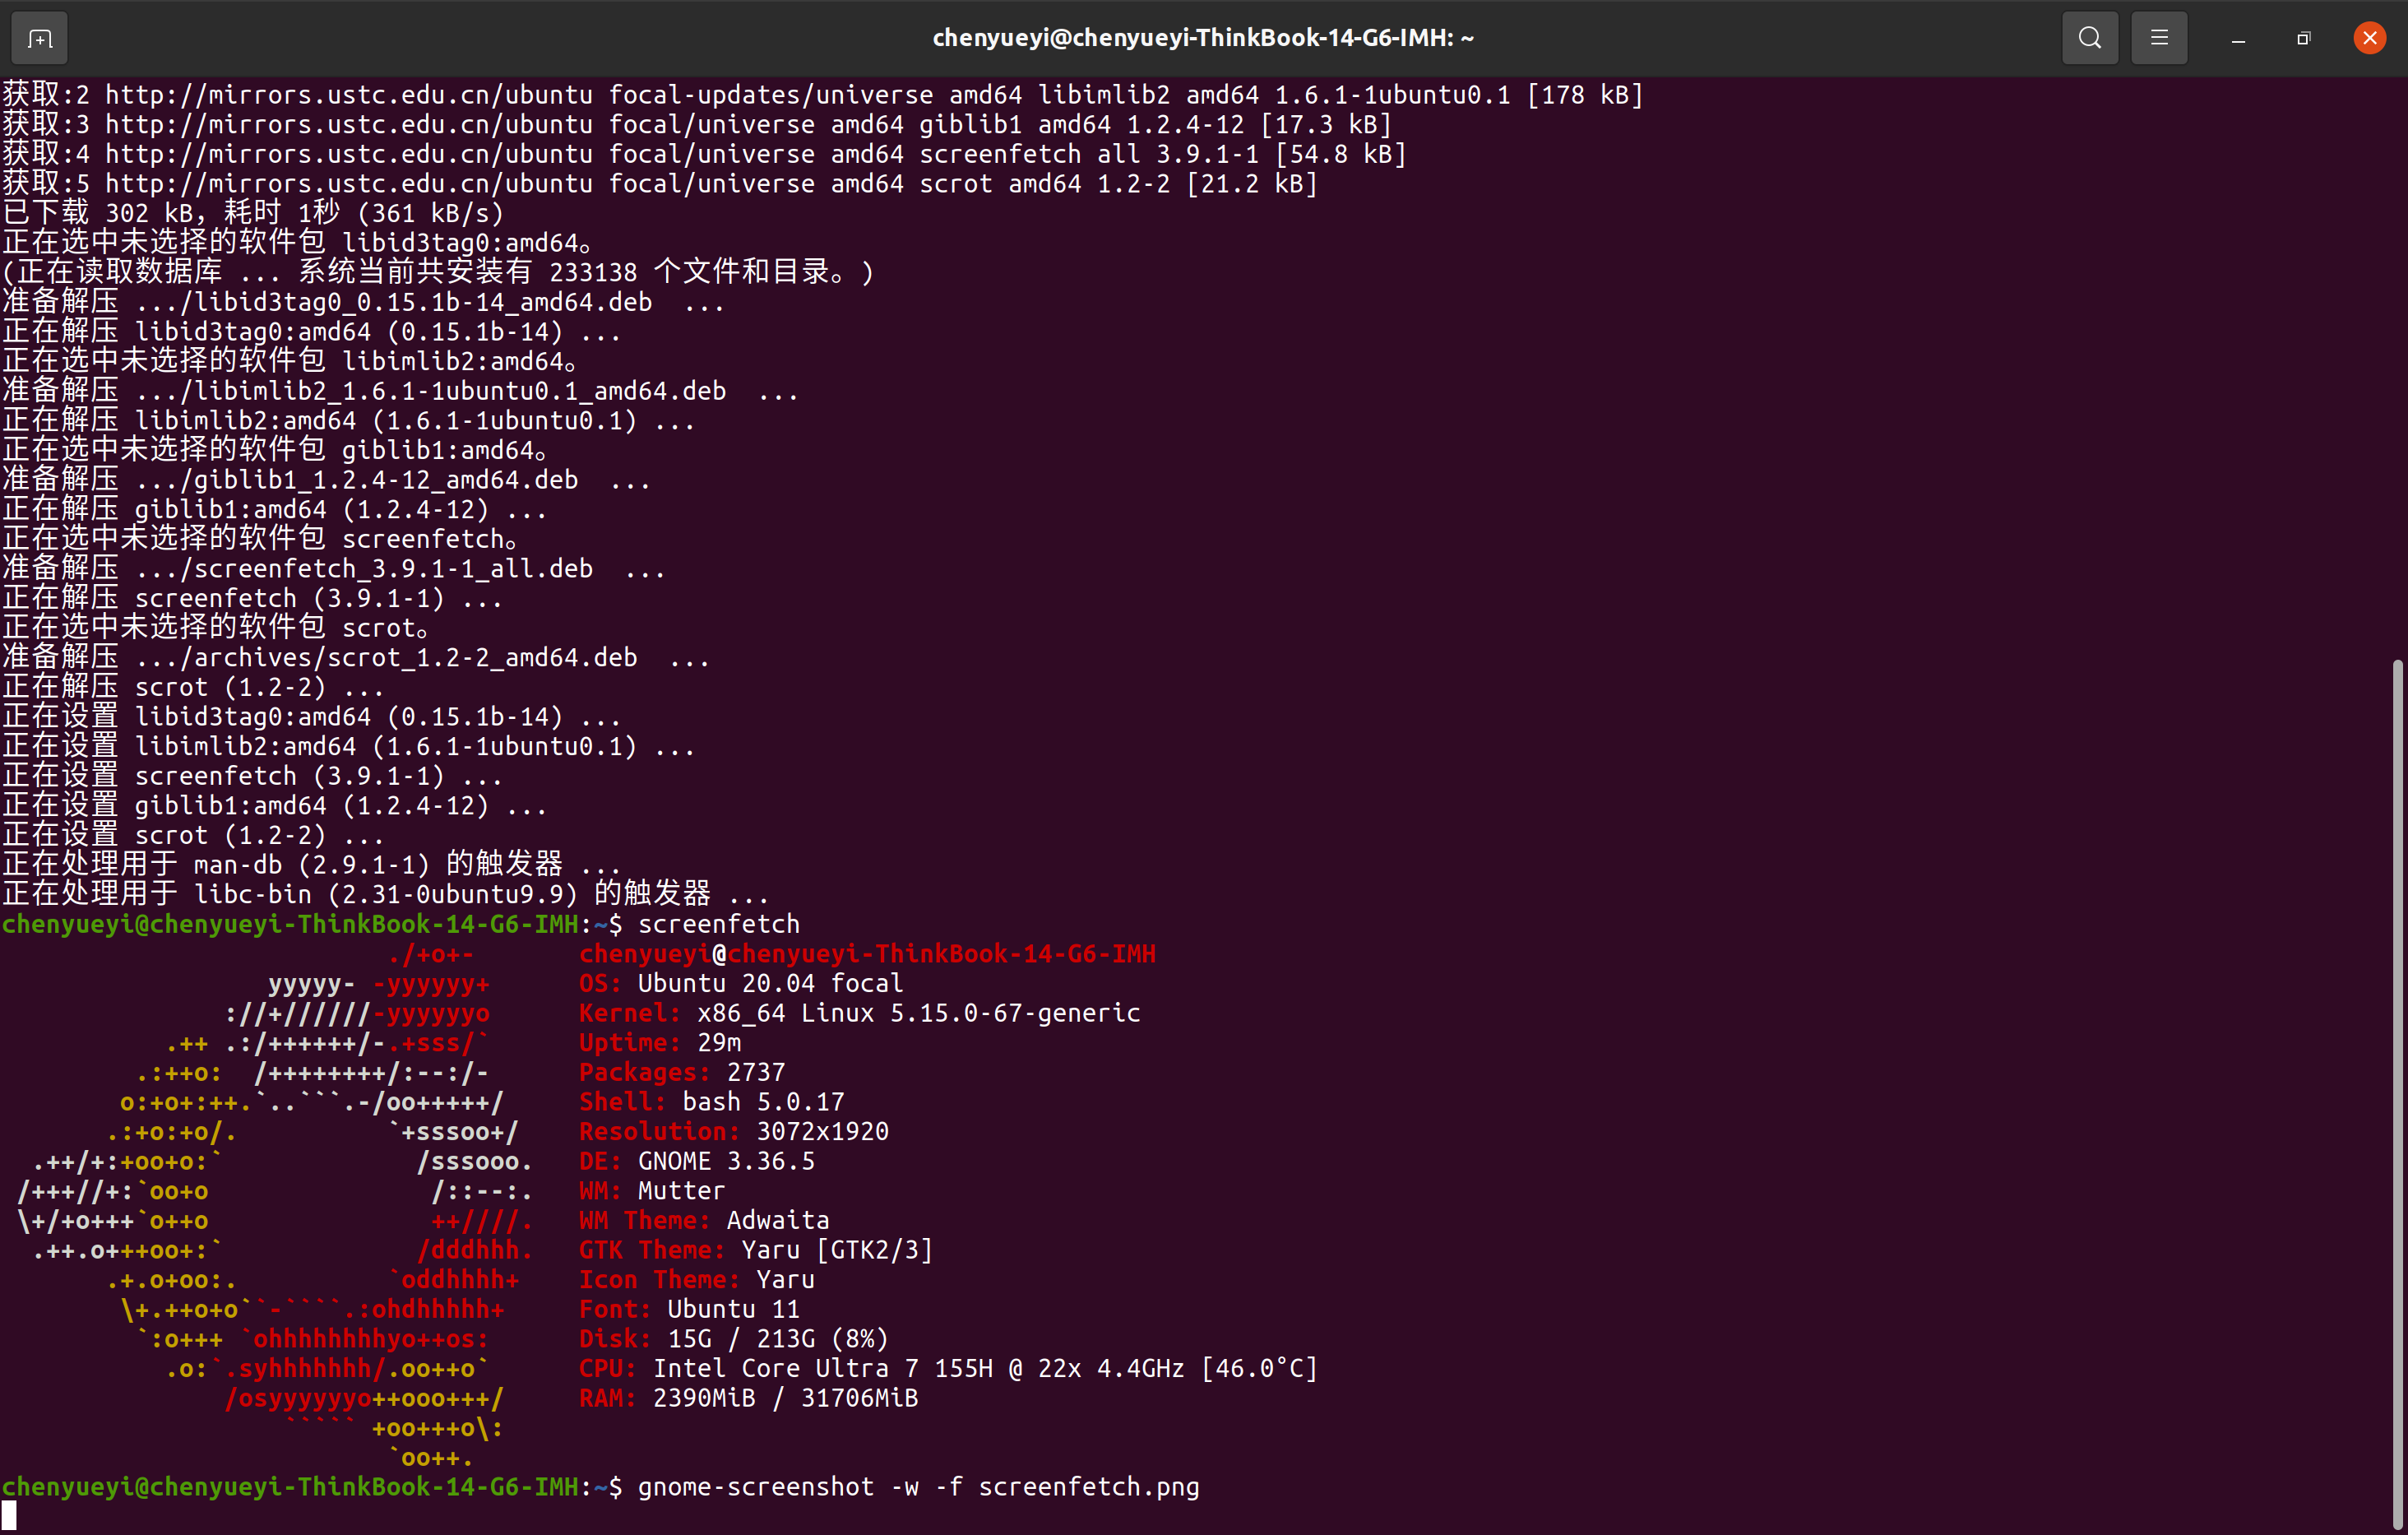 chenyueyi@chenyueyi-ThinkBook-14-G6-IMH: ~
获取:2 http://mirrors.ustc.edu.cn/ubuntu focal-updates/universe amd64 libimlib2 amd64 1.6.1-1ubuntu0.1 [178 kB]
获取:3 http://mirrors.ustc.edu.cn/ubuntu focal/universe amd64 giblib1 amd64 1.2.4-12 [17.3 kB]
获取:4 http://mirrors.ustc.edu.cn/ubuntu focal/universe amd64 screenfetch all 3.9.1-1 [54.8 kB]
获取:5 http://mirrors.ustc.edu.cn/ubuntu focal/universe amd64 scrot amd64 1.2-2 [21.2 kB]
已下载 302 kB，耗时 1秒 (361 kB/s)
正在选中未选择的软件包 libid3tag0:amd64。
(正在读取数据库 ... 系统当前共安装有 233138 个文件和目录。)
准备解压 .../libid3tag0_0.15.1b-14_amd64.deb  ...
正在解压 libid3tag0:amd64 (0.15.1b-14) ...
正在选中未选择的软件包 libimlib2:amd64。
准备解压 .../libimlib2_1.6.1-1ubuntu0.1_amd64.deb  ...
正在解压 libimlib2:amd64 (1.6.1-1ubuntu0.1) ...
正在选中未选择的软件包 giblib1:amd64。
准备解压 .../giblib1_1.2.4-12_amd64.deb  ...
正在解压 giblib1:amd64 (1.2.4-12) ...
正在选中未选择的软件包 screenfetch。
准备解压 .../screenfetch_3.9.1-1_all.deb  ...
正在解压 screenfetch (3.9.1-1) ...
正在选中未选择的软件包 scrot。
准备解压 .../archives/scrot_1.2-2_amd64.deb  ...
正在解压 scrot (1.2-2) ...
正在设置 libid3tag0:amd64 (0.15.1b-14) ...
正在设置 libimlib2:amd64 (1.6.1-1ubuntu0.1) ...
正在设置 screenfetch (3.9.1-1) ...
正在设置 giblib1:amd64 (1.2.4-12) ...
正在设置 scrot (1.2-2) ...
正在处理用于 man-db (2.9.1-1) 的触发器 ...
正在处理用于 libc-bin (2.31-0ubuntu9.9) 的触发器 ...
chenyueyi@chenyueyi-ThinkBook-14-G6-IMH:~$ screenfetch
                          ./+o+-       chenyueyi@chenyueyi-ThinkBook-14-G6-IMH
                  yyyyy- -yyyyyy+      OS: Ubuntu 20.04 focal
               ://+//////-yyyyyyo      Kernel: x86_64 Linux 5.15.0-67-generic
           .++ .:/++++++/-.+sss/`      Uptime: 29m
         .:++o:  /++++++++/:--:/-      Packages: 2737
        o:+o+:++.`..```.-/oo+++++/     Shell: bash 5.0.17
       .:+o:+o/.          `+sssoo+/    Resolution: 3072x1920
  .++/+:+oo+o:`             /sssooo.   DE: GNOME 3.36.5
 /+++//+:`oo+o               /::--:.   WM: Mutter
 \+/+o+++`o++o               ++////.   WM Theme: Adwaita
  .++.o+++oo+:`             /dddhhh.   GTK Theme: Yaru [GTK2/3]
       .+.o+oo:.          `oddhhhh+    Icon Theme: Yaru
        \+.++o+o``-````.:ohdhhhhh+     Font: Ubuntu 11
         `:o+++ `ohhhhhhhhyo++os:      Disk: 15G / 213G (8%)
           .o:`.syhhhhhhh/.oo++o`      CPU: Intel Core Ultra 7 155H @ 22x 4.4GHz [46.0°C]
               /osyyyyyyo++ooo+++/     RAM: 2390MiB / 31706MiB
                   ````` +oo+++o\:
                          `oo++.
chenyueyi@chenyueyi-ThinkBook-14-G6-IMH:~$ gnome-screenshot -w -f screenfetch.png